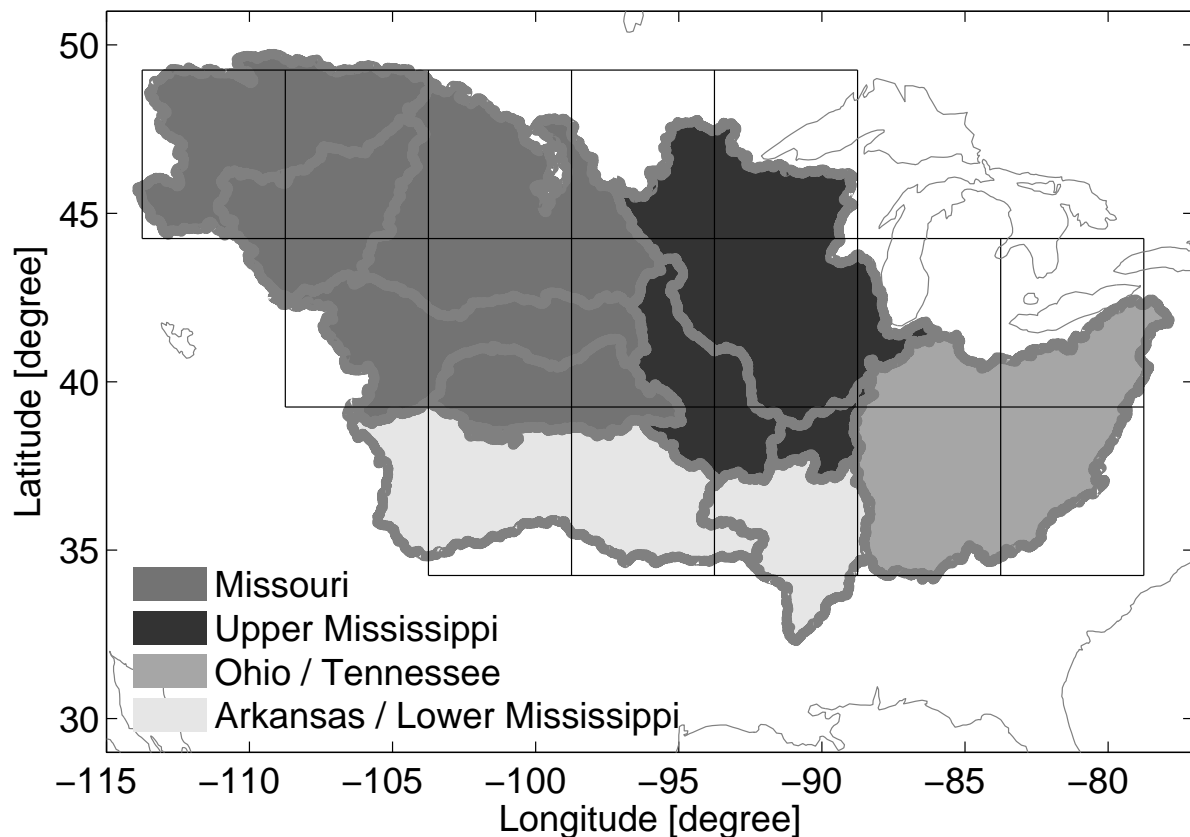 50
45
40
35
30
Latitude [degree]
Missouri
Upper Mississippi
Ohio / Tennessee
Arkansas / Lower Mississippi
−115 −110 −105 −100 −95 −90 −85 −80
Longitude [degree]